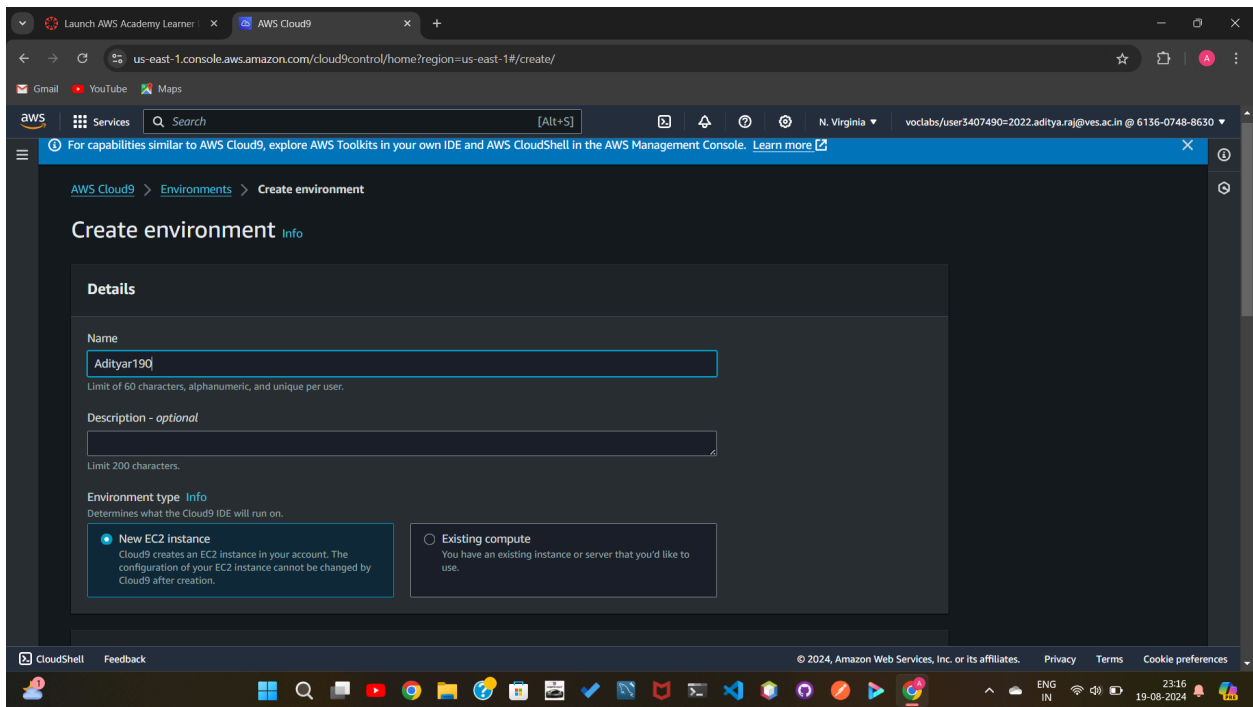 Launch AWS Academy Learner
AWS Cloud9
us-east-1.console.aws.amazon.com/cloud9control/home?region=us-east-1#/create/
A
Gmail YouTube Maps
aws Services Search [Alt+S] N. Virginia ▼ voclabs/user3407490=2022.aditya.raj@ves.ac.in @ 6136-0748-8630 ▼
For capabilities similar to AWS Cloud9, explore AWS Toolkits in your own IDE and AWS CloudShell in the AWS Management Console. Learn more
AWS Cloud9 > Environments > Create environment
Create environment Info
Details
Name
Adityar190
Limit of 60 characters, alphanumeric, and unique per user.
Description - optional
Limit 200 characters.
Environment type Info
Determines what the Cloud9 IDE will run on.
New EC2 instance
Cloud9 creates an EC2 instance in your account. The
configuration of your EC2 instance cannot be changed by
Cloud9 after creation.
Existing compute
You have an existing instance or server that you'd like to
use.
CloudShell Feedback © 2024, Amazon Web Services, Inc. or its affiliates. Privacy Terms Cookie preferences
1
ENG
IN
23:16
19-08-2024
PRE